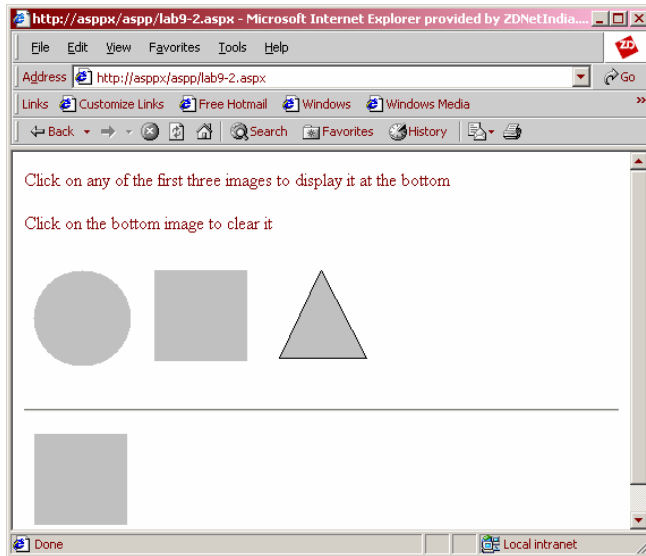 http://asppx/aspp/lab9-2.aspx - Microsoft Internet Explorer provided by ZDNetIndia....
File Edit View Favorites Tools Help
ZD
Address http://asppx/aspp/lab9-2.aspx Go
Links Customize Links Free Hotmail Windows Windows Media »
Back Search Favorites History
Click on any of the first three images to display it at the bottom
Click on the bottom image to clear it
Done Local intranet